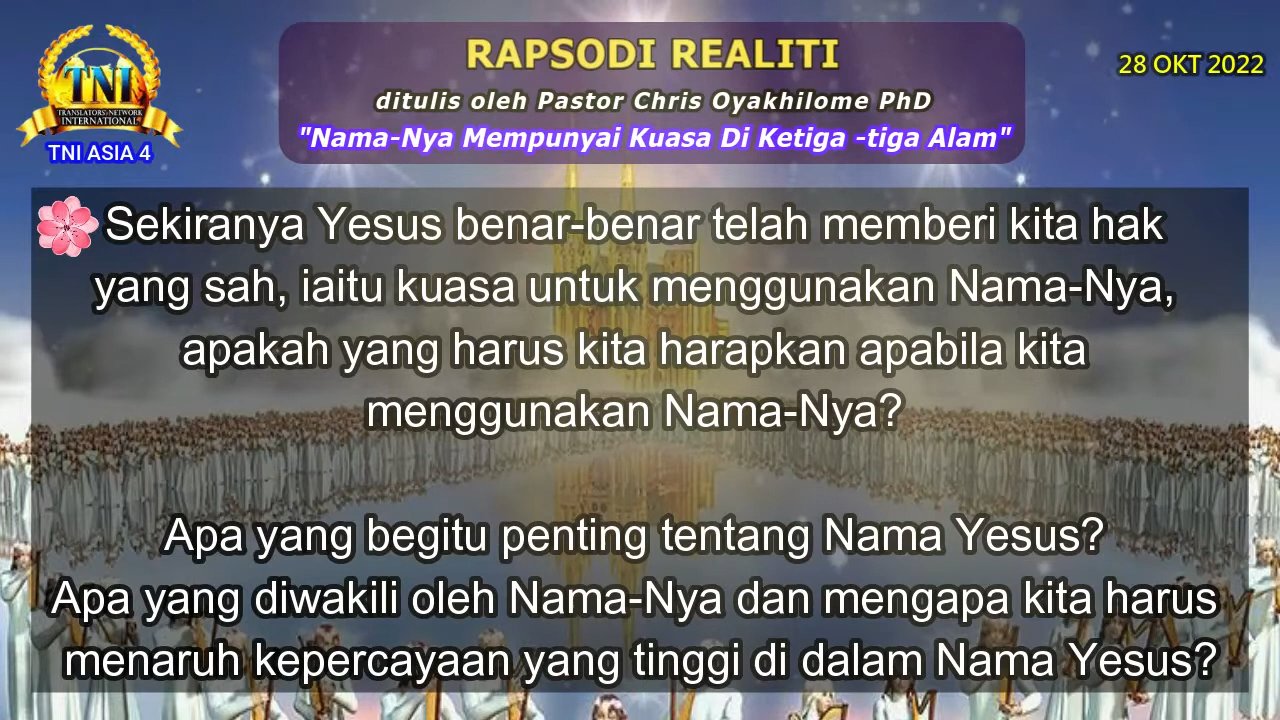 TNI
TRANSLATORS' NETWORK
INTERNATIONAL
TNI ASIA 4
RAPSODI REALITI
ditulis oleh Pastor Chris Oyakhilome PhD
"Nama-Nya Mempunyai Kuasa Di Ketiga -tiga Alam"
28 OKT 2022
Sekiranya Yesus benar-benar telah memberi kita hak
yang sah, iaitu kuasa untuk menggunakan Nama-Nya,
apakah yang harus kita harapkan apabila kita
menggunakan Nama-Nya?
Apa yang begitu penting tentang Nama Yesus?
Apa yang diwakili oleh Nama-Nya dan mengapa kita harus
menaruh kepercayaan yang tinggi di dalam Nama Yesus?